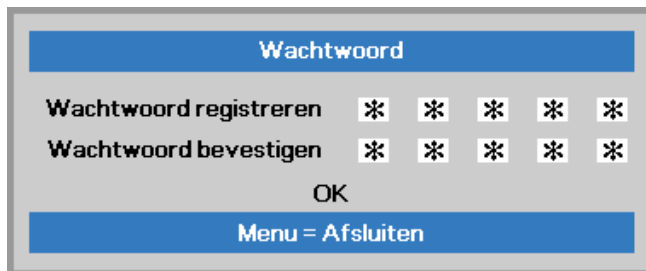 Wachtwoord
Wachtwoord registreren * * * * *
Wachtwoord bevestigen * * * * *
OK
Menu = Afsluiten